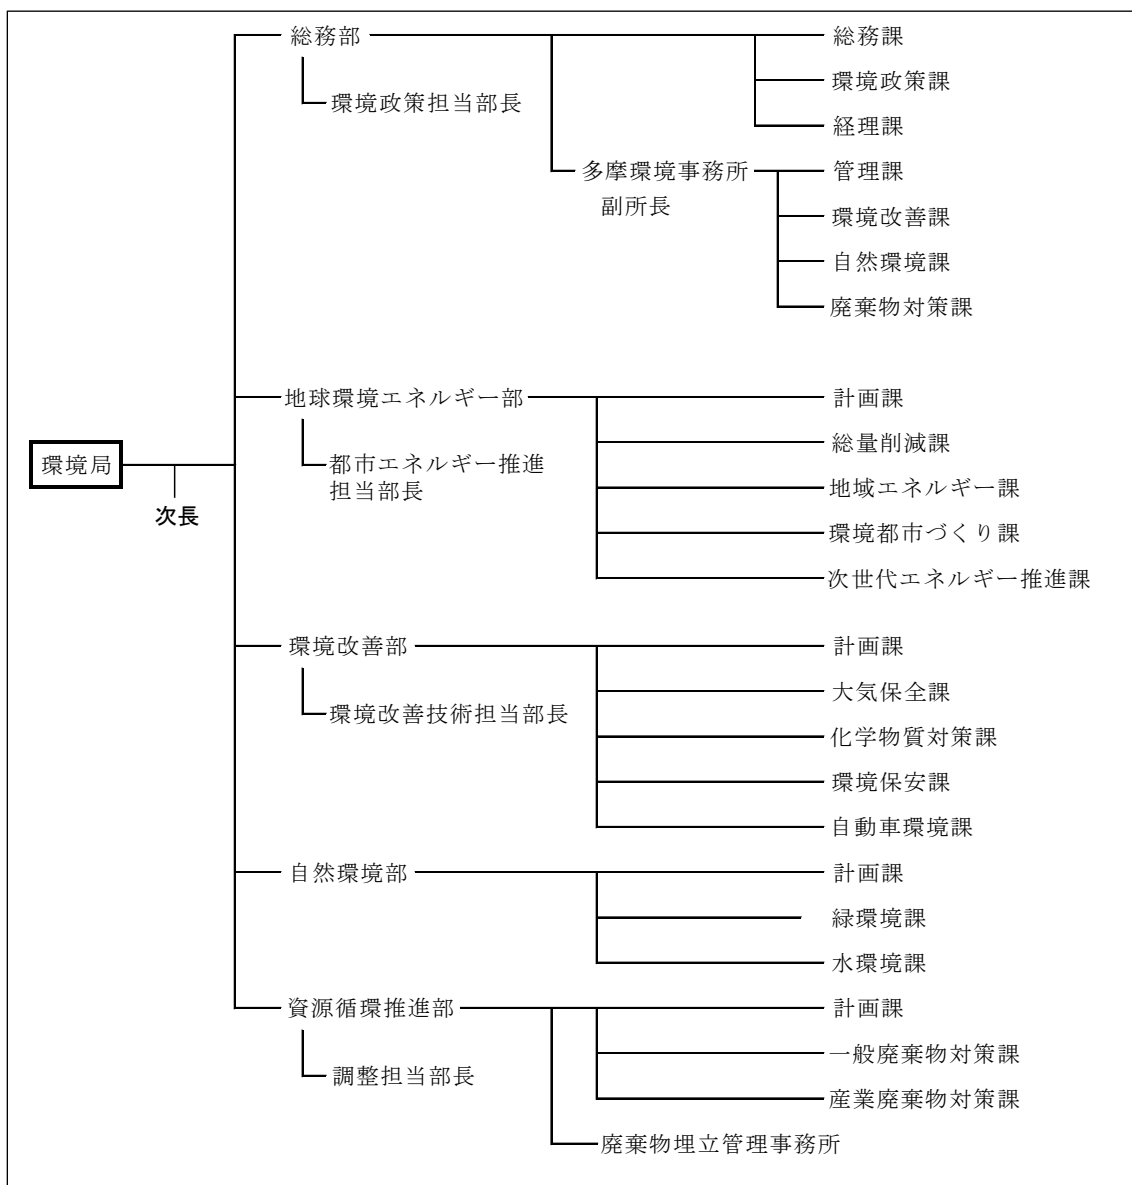 総務部
総務課
環境政策課
環境政策担当部長
経理課
多摩環境事務所
副所長
管理課
環境改善課
自然環境課
廃棄物対策課
地球環境エネルギー部
計画課
総量削減課
都市エネルギー推進
担当部長
環境局
次長
地域エネルギー課
環境都市づくり課
次世代エネルギー推進課
環境改善部
計画課
大気保全課
環境改善技術担当部長
化学物質対策課
環境保安課
自動車環境課
自然環境部
計画課
緑環境課
水環境課
資源循環推進部
計画課
一般廃棄物対策課
調整担当部長
産業廃棄物対策課
廃棄物埋立管理事務所